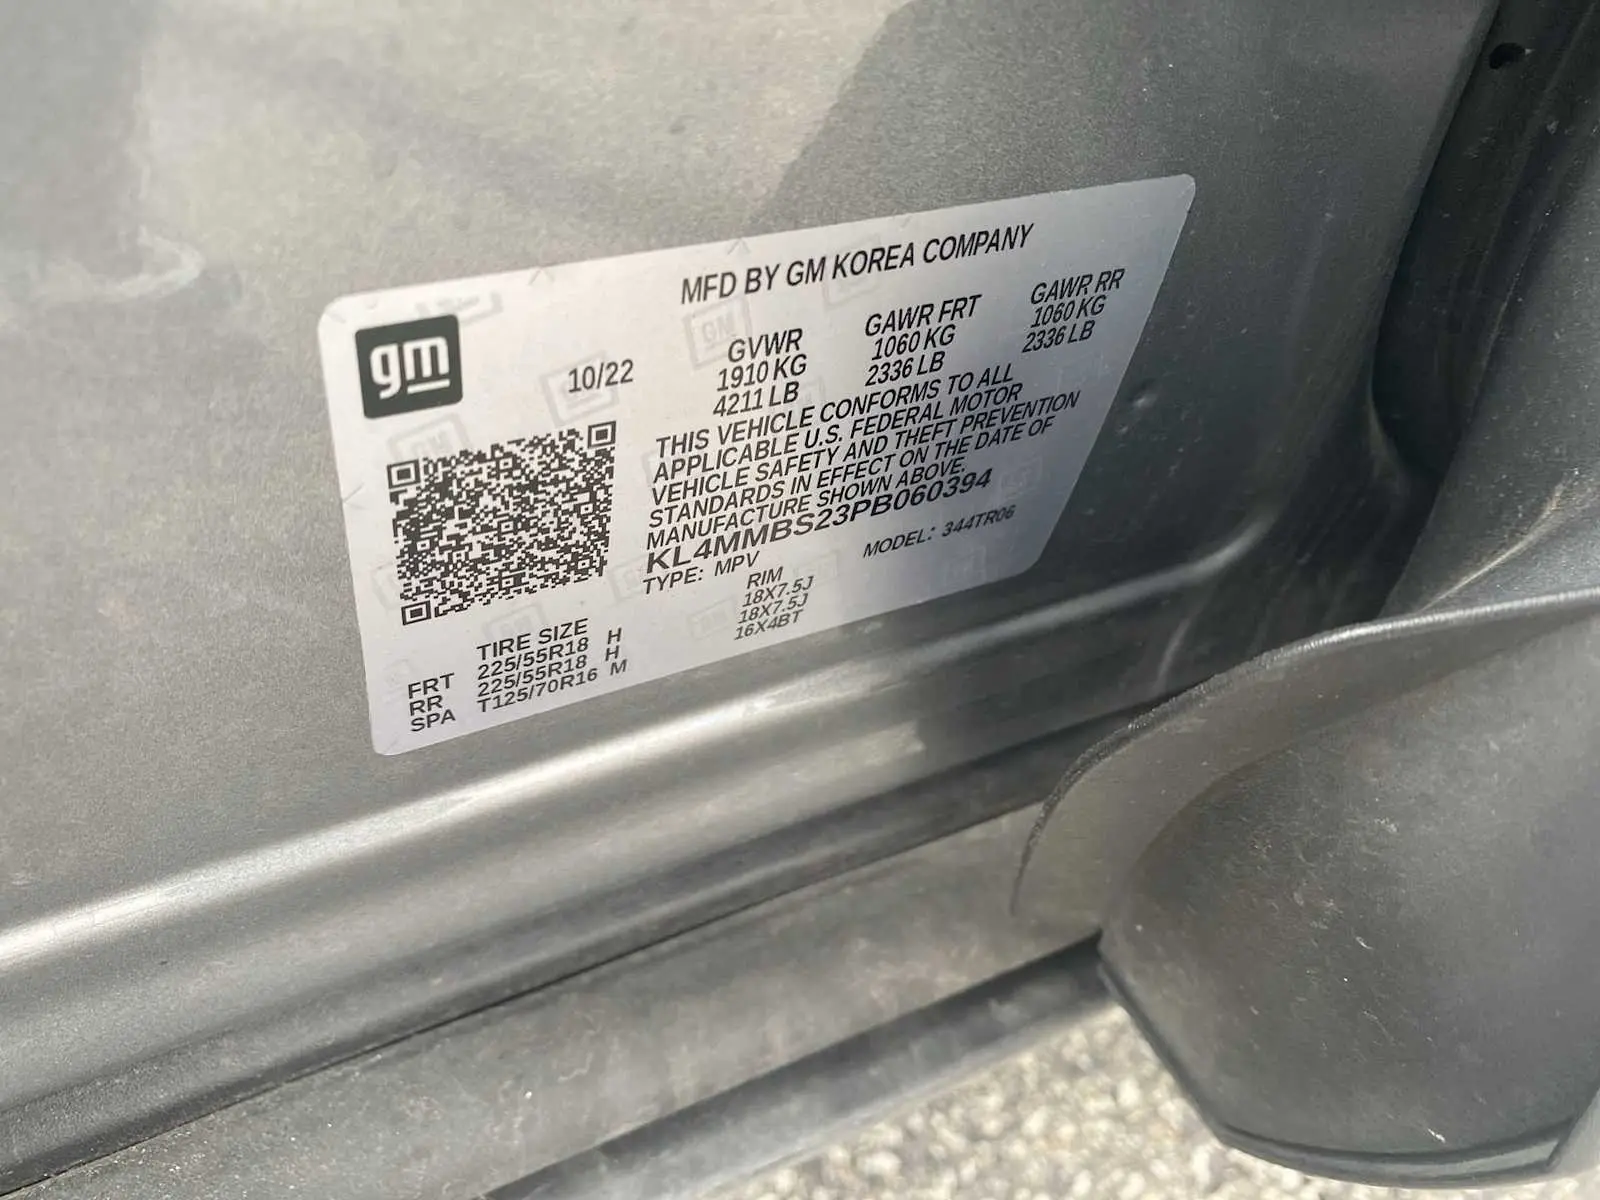 MFD BY GM KOREA COMPANY
gm
10/22
GVWR GAWR FRT GAWR RR
1910 KG 1060 KG 1060 KG
4211 LB 2336 LB 2336 LB
THIS VEHICLE CONFORMS TO ALL
APPLICABLE U.S. FEDERAL MOTOR
VEHICLE SAFETY AND THEFT PREVENTION
STANDARDS IN EFFECT ON THE DATE OF
MANUFACTURE SHOWN ABOVE.
KL4MMBS23PB060394
TYPE: MPV MODEL: 344TR06
TIRE SIZE RIM
FRT 225/55R18 H 18X7.5J
RR 225/55R18 H 18X7.5J
SPA T125/70R16 M 16X4BT